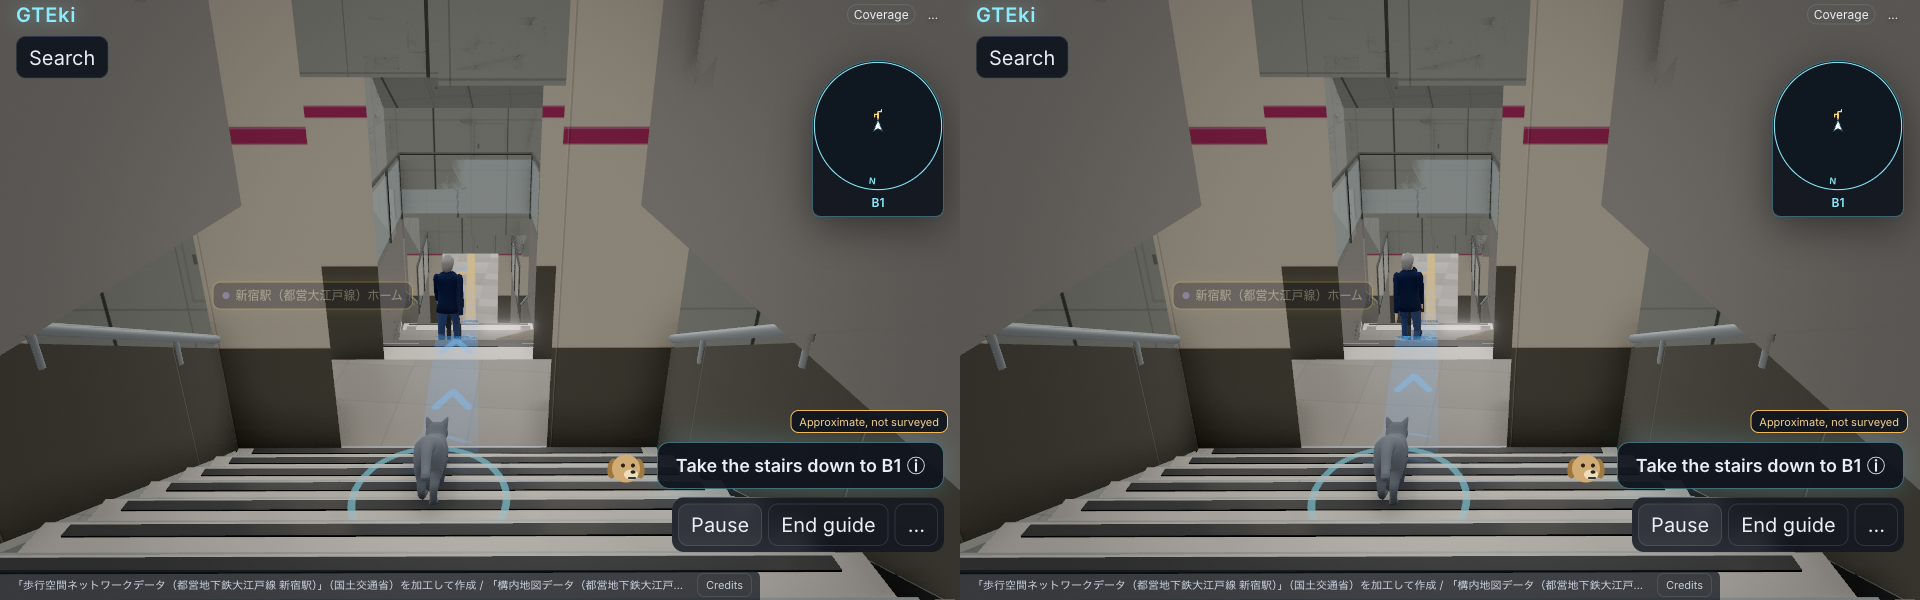 GTEki
Coverage
...
Search
N
B1
新宿駅（都営大江戸線）ホーム
Approximate, not surveyed
Take the stairs down to B1 ⓘ
Pause
End guide
...
「歩行空間ネットワークデータ（都営地下鉄大江戸線 新宿駅）」（国土交通省）を加工して作成 / 「構内地図データ（都営地下鉄大江戸...
Credits
GTEki
Coverage
...
Search
N
B1
新宿駅（都営大江戸線）ホーム
Approximate, not surveyed
Take the stairs down to B1 ⓘ
Pause
End guide
...
「歩行空間ネットワークデータ（都営地下鉄大江戸線 新宿駅）」（国土交通省）を加工して作成 / 「構内地図データ（都営地下鉄大江戸...
Credits